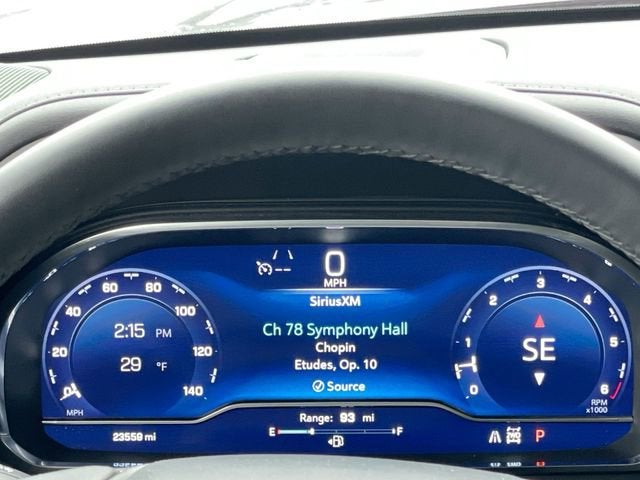 0
MPH
SiriusXM
Ch 78 Symphony Hall
Chopin
Etudes, Op. 10
Source
0 20 40 60 80 100 120 140
2:15 PM
29 °F
MPH
0 1 2 3 4 5 6
SE
RPM
x1000
Range: 93 mi
E F
23559 mi
P